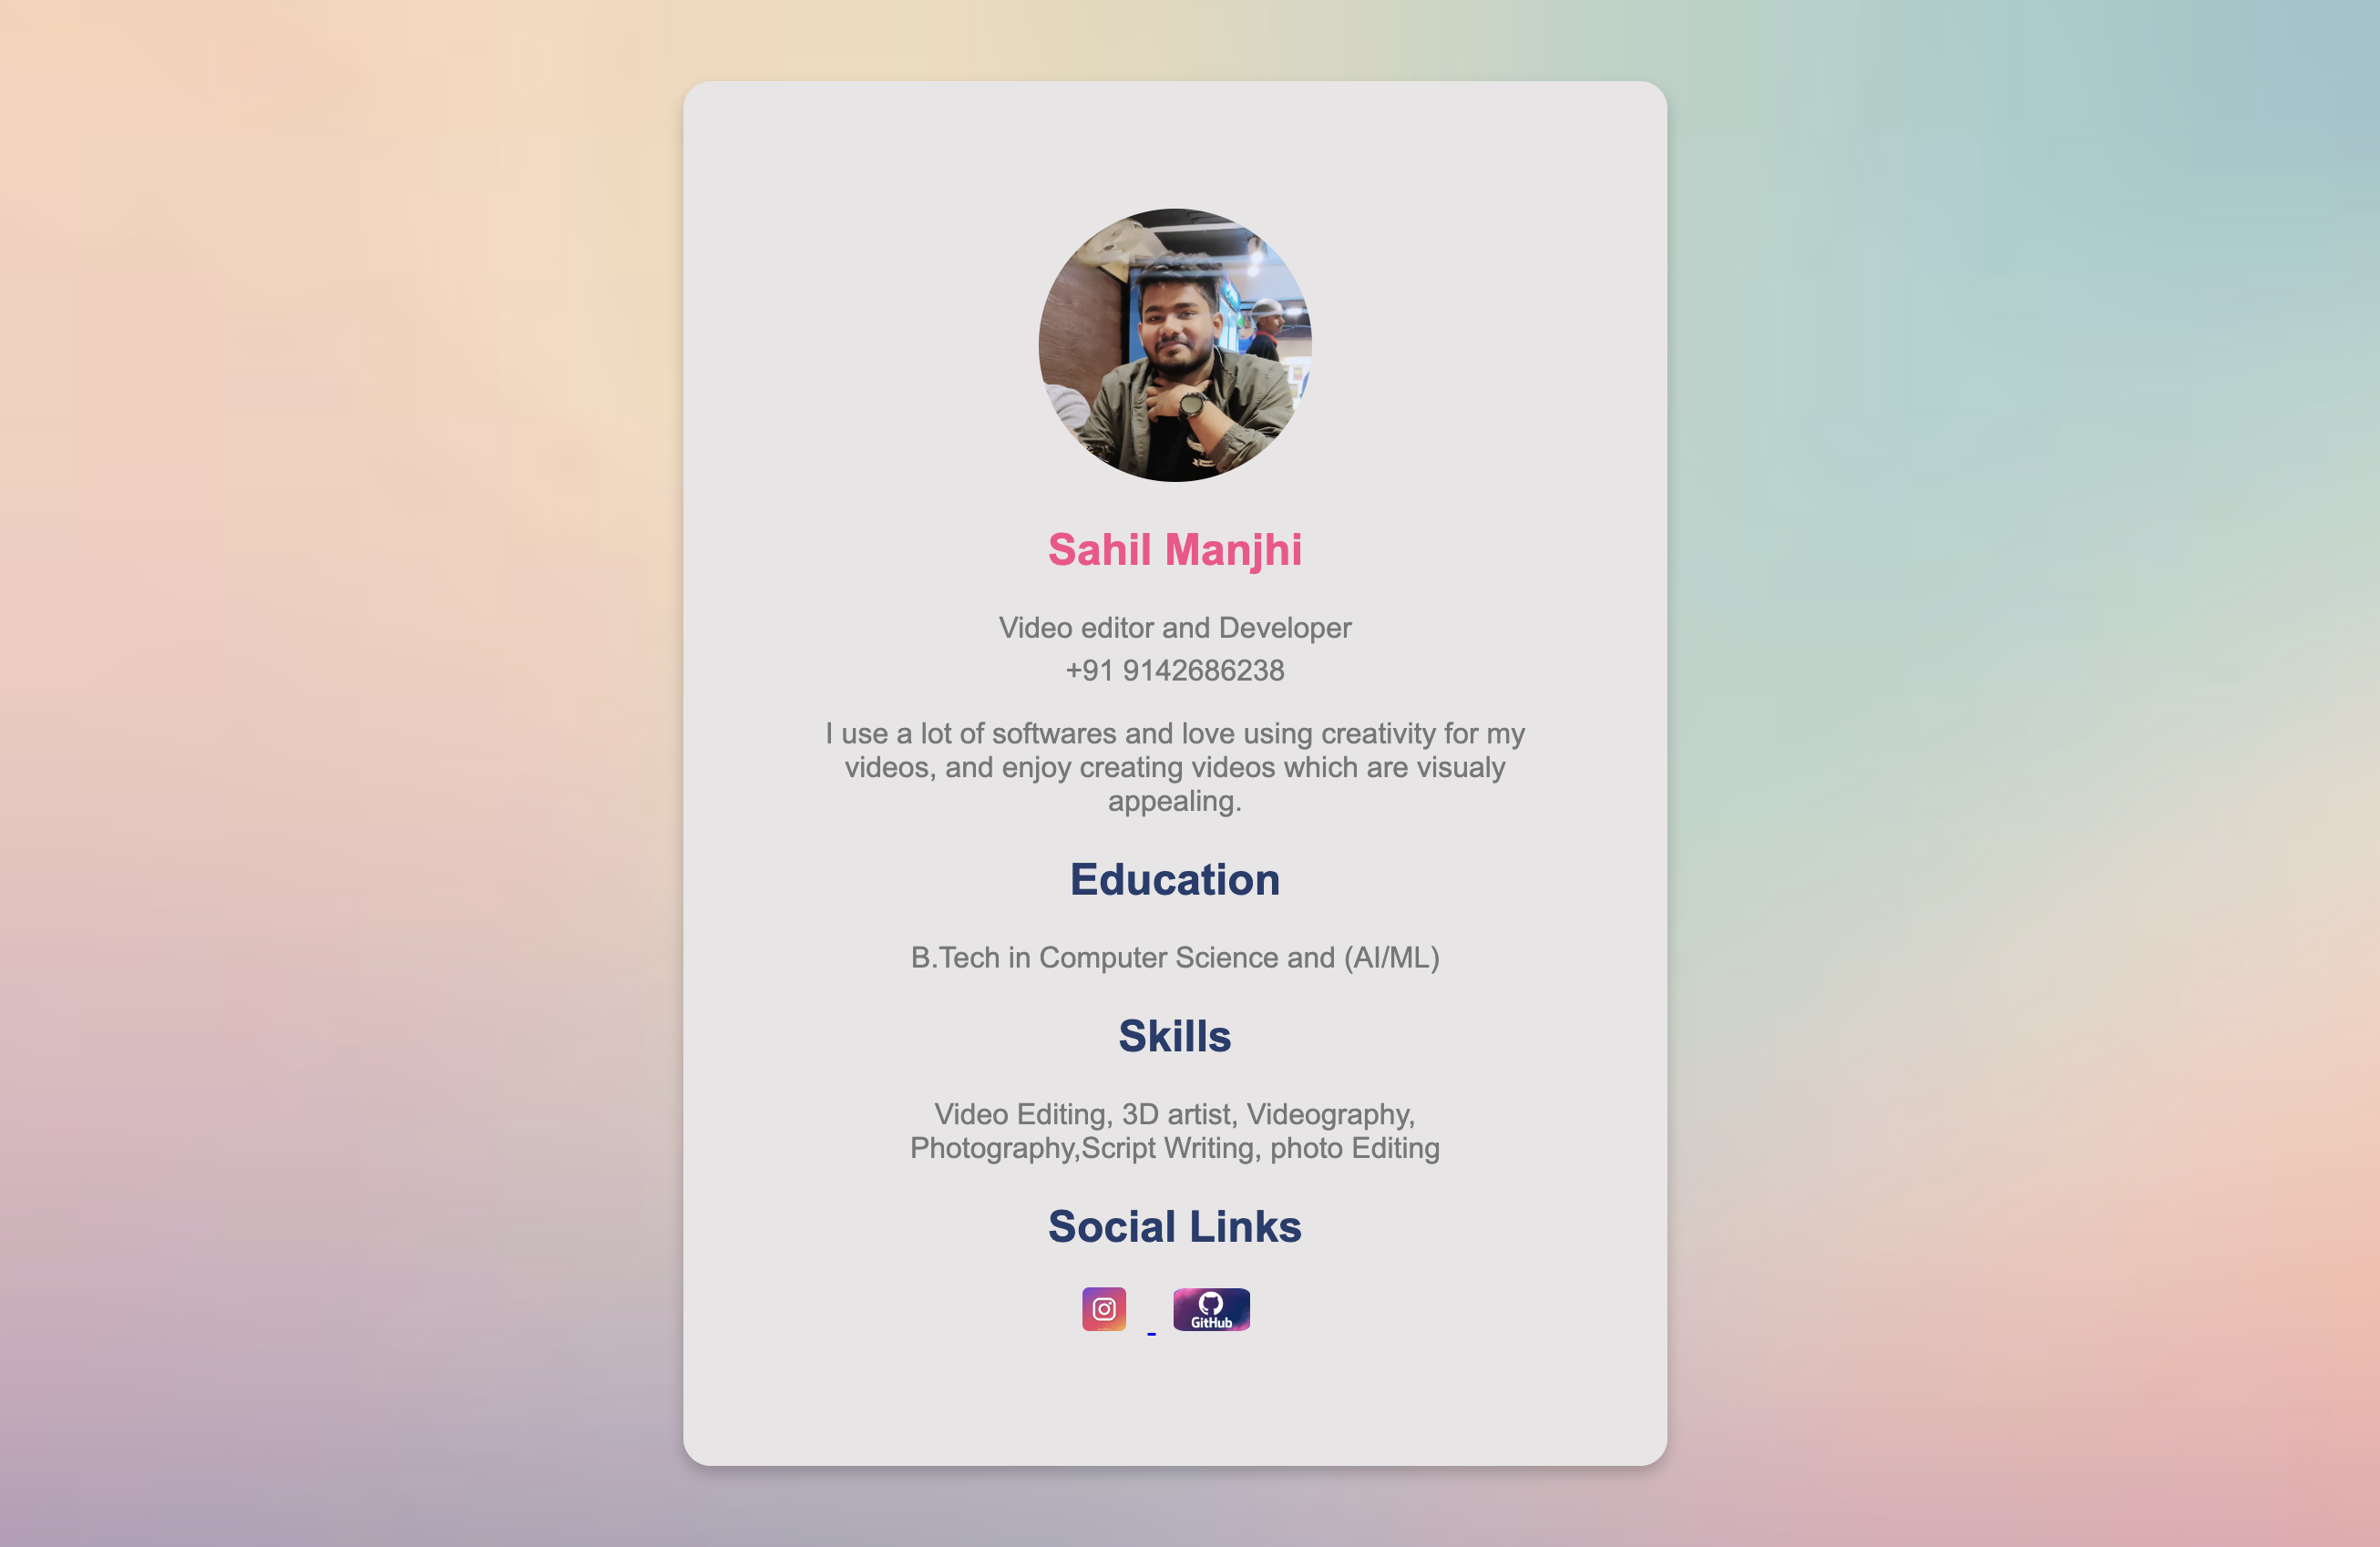 Sahil Manjhi
Video editor and Developer
+91 9142686238
I use a lot of softwares and love using creativity for my
videos, and enjoy creating videos which are visualy
appealing.
Education
B.Tech in Computer Science and (AI/ML)
Skills
Video Editing, 3D artist, Videography,
Photography,Script Writing, photo Editing
Social Links
GitHub